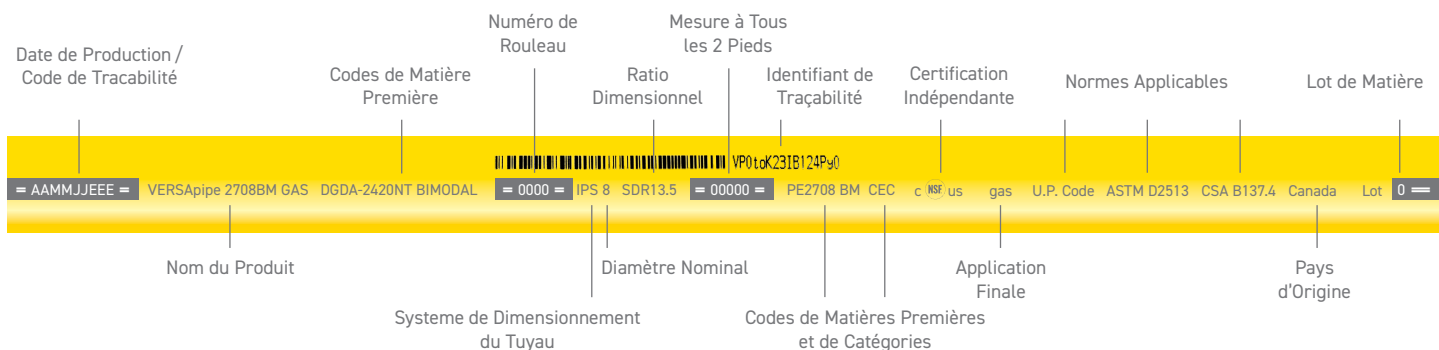 Numéro de
Rouleau
Mesure à Tous
les 2 Pieds
Date de Production /
Code de Tracabilité
Codes de Matière
Première
Ratio
Dimensionnel
Identifiant de
Traçabilité
Certification
Indépendante
Normes Applicables
Lot de Matière
VP0toK23IB124Py0
= AAMMJJEEE = VERSApipe 2708BM GAS DGDA-2420NT BIMODAL = 0000 = IPS 8 SDR13.5 = 00000 = PE2708 BM CEC c NSF us gas U.P. Code ASTM D2513 CSA B137.4 Canada Lot 0 ==
Nom du Produit
Diamètre Nominal
Application
Finale
Pays
d'Origine
Systeme de Dimensionnement
du Tuyau
Codes de Matières Premières
et de Catégories